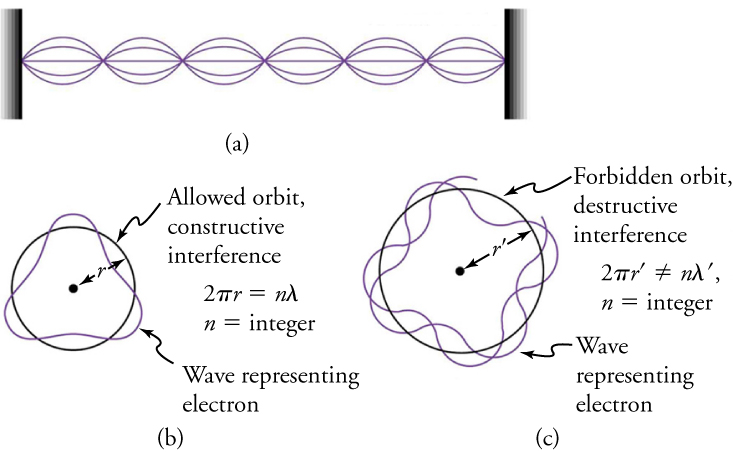 (a)
Allowed orbit,
constructive
interference
r
2πr = nλ
n = integer
Wave representing
electron
(b)
Forbidden orbit,
destructive
interference
r′
2πr′ ≠ nλ′,
n = integer
Wave
representing
electron
(c)